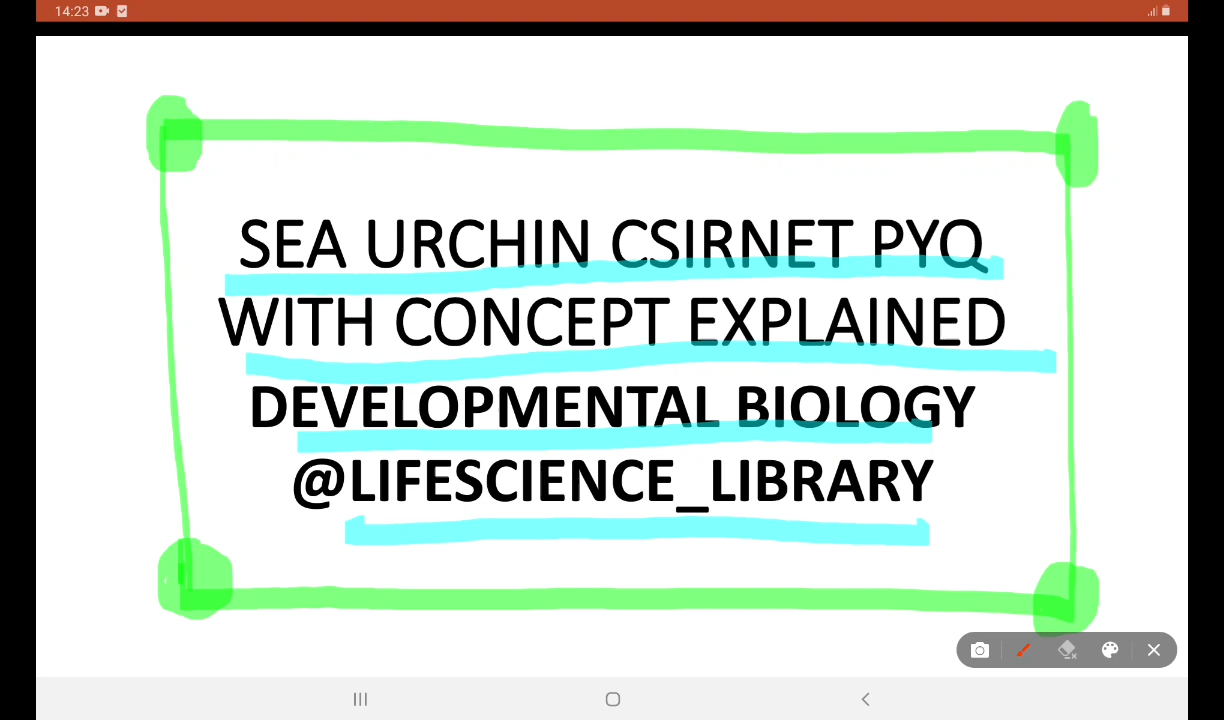 14:23
SEA URCHIN CSIRNET PYQ
WITH CONCEPT EXPLAINED
DEVELOPMENTAL BIOLOGY
@LIFESCIENCE_LIBRARY